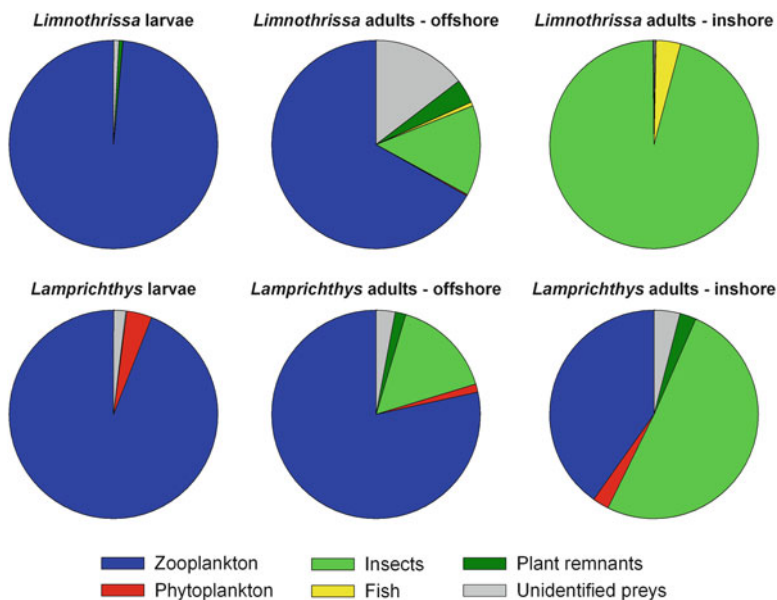 Limnothrissa larvae
Limnothrissa adults - offshore
Limnothrissa adults - inshore
Lamprichthys larvae
Lamprichthys adults - offshore
Lamprichthys adults - inshore
Zooplankton
Insects
Plant remnants
Phytoplankton
Fish
Unidentified preys